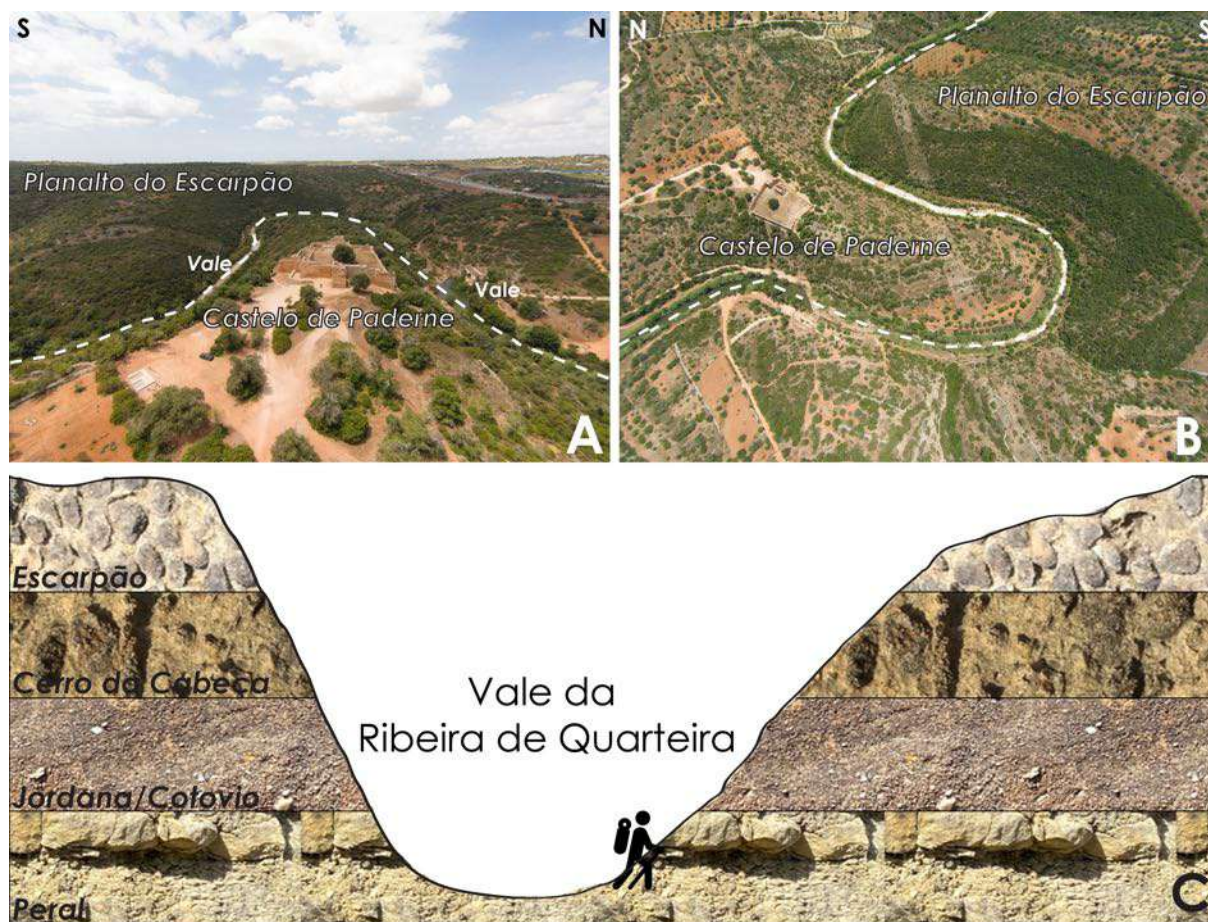 S
N
Planalto do Escarpão
Vale
Vale
Castelo de Paderne
A
N
S
Planalto do Escarpão
Castelo de Paderne
B
Escarpão
Cerro da Cabeça
Vale da
Ribeira de Quarteira
Jordana/Cotovio
Peral
C